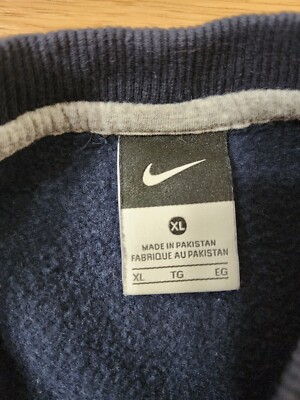 XL
MADE IN PAKISTAN
FABRIQUE AU PAKISTAN
XL TG EG